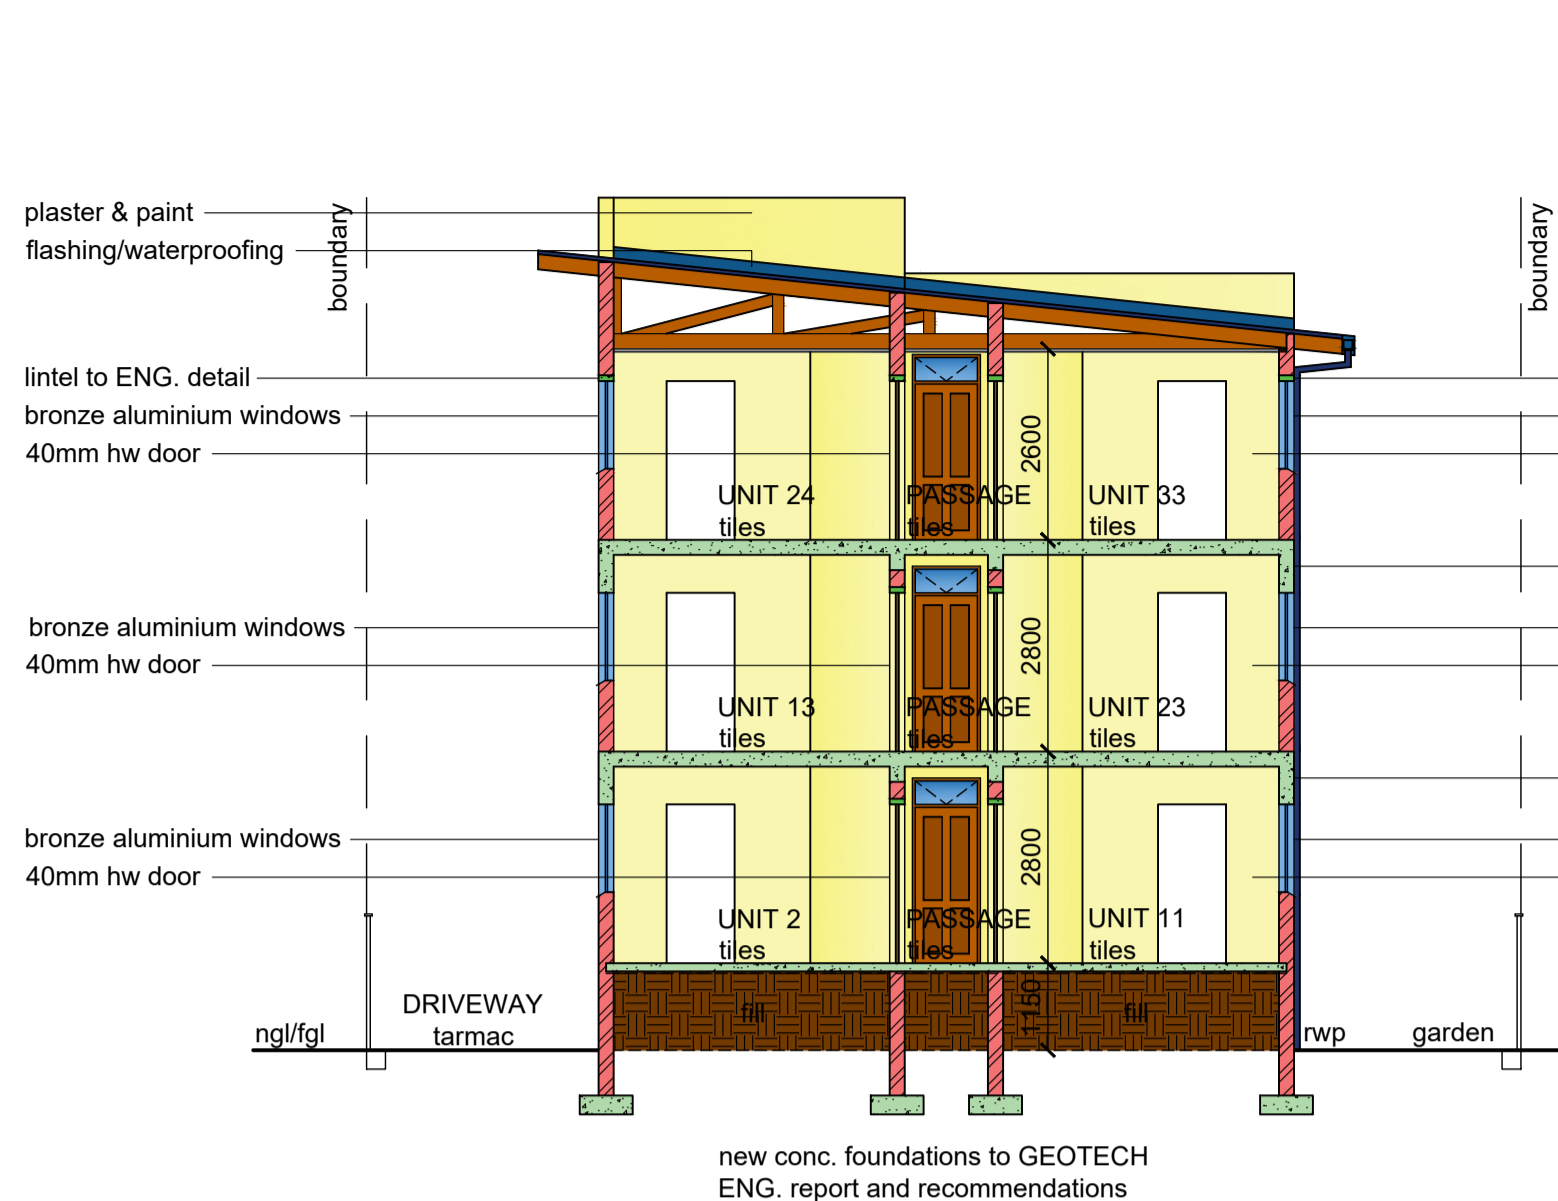 plaster & paint
flashing/waterproofing
boundary
boundary
lintel to ENG. detail
bronze aluminium windows
40mm hw door
2600
UNIT 24
tiles
PASSAGE
tiles
UNIT 33
tiles
bronze aluminium windows
40mm hw door
2800
UNIT 13
tiles
PASSAGE
tiles
UNIT 23
tiles
bronze aluminium windows
40mm hw door
2800
UNIT 2
tiles
PASSAGE
tiles
UNIT 11
tiles
1150
fill
fill
DRIVEWAY
tarmac
ngl/fgl
rwp
garden
new conc. foundations to GEOTECH
ENG. report and recommendations